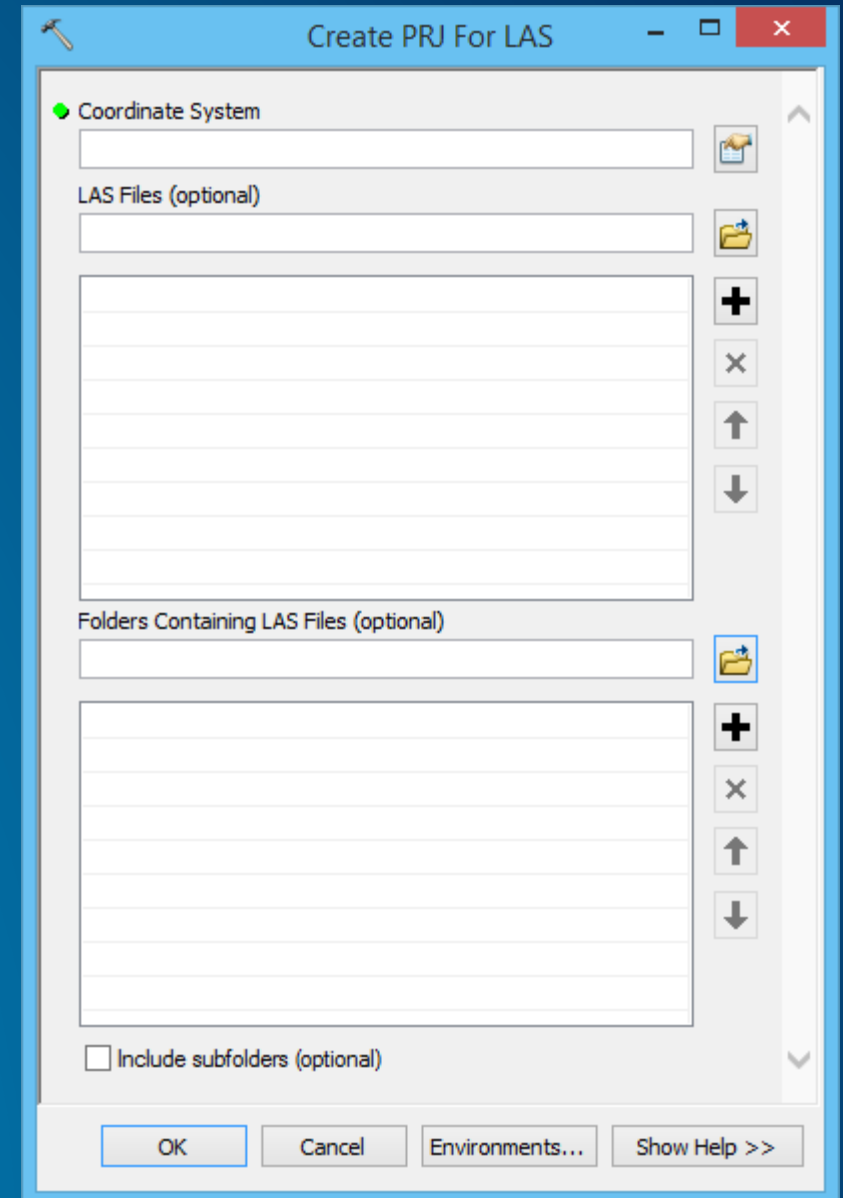 Create PRJ For LAS
Coordinate System
LAS Files (optional)
Folders Containing LAS Files (optional)
Include subfolders (optional)
OK Cancel Environments... Show Help >>